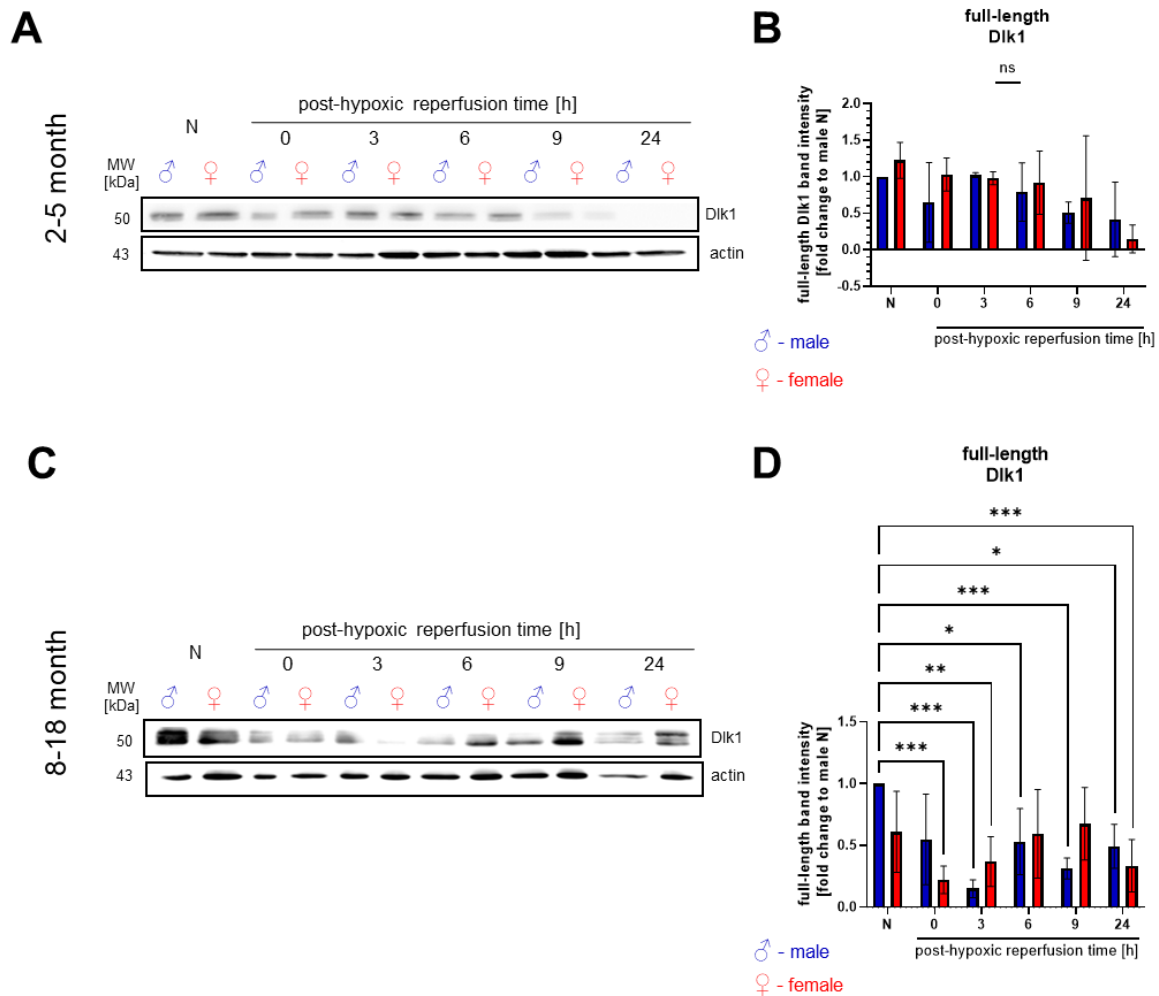 A
2-5 month
post-hypoxic reperfusion time [h]
N
0 3 6 9 24
MW
[kDa]
♂ ♀ ♂ ♀ ♂ ♀ ♂ ♀ ♂ ♀ ♂ ♀
50 Dlk1
43 actin
B
full-length
Dlk1
ns
full-length Dlk1 band intensity
[fold change to male N]
2.0
1.5
1.0
0.5
0.0
-0.5
N 0 3 6 9 24
post-hypoxic reperfusion time [h]
♂ - male
♀ - female
C
8-18 month
post-hypoxic reperfusion time [h]
N
0 3 6 9 24
MW
[kDa]
♂ ♀ ♂ ♀ ♂ ♀ ♂ ♀ ♂ ♀ ♂ ♀
50 Dlk1
43 actin
D
full-length
Dlk1
***
*
***
*
**
***
***
full-length band intensity
[fold change to male N]
1.5
1.0
0.5
0.0
N 0 3 6 9 24
post-hypoxic reperfusion time [h]
♂ - male
♀ - female